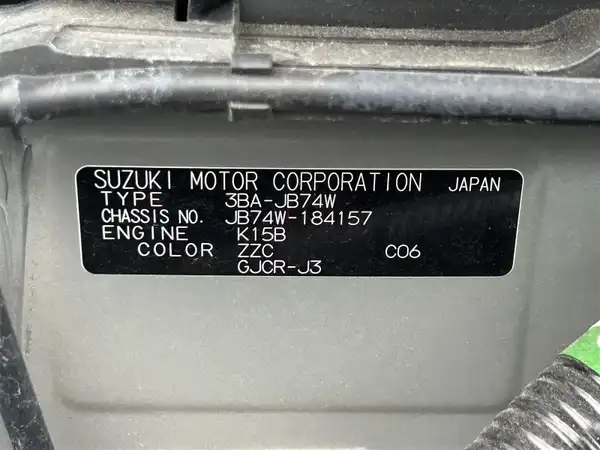 SUZUKI MOTOR CORPORATION JAPAN
TYPE 3BA-JB74W
CHASSIS NO. JB74W-184157
ENGINE K15B
COLOR ZZC C06
GJCR-J3